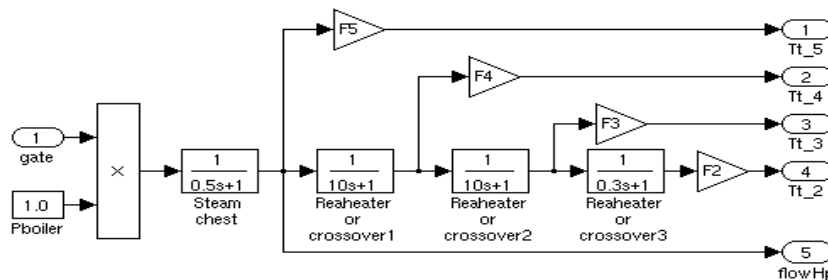 F5
1
Tt_5
F4
2
Tt_4
F3
3
Tt_3
1
gate
×
1
0.5s+1
Steam
chest
1
10s+1
Reaheater
or
crossover1
1
10s+1
Reaheater
or
crossover2
1
0.3s+1
Reaheater
or
crossover3
F2
4
Tt_2
1.0
Pboiler
5
flowHp